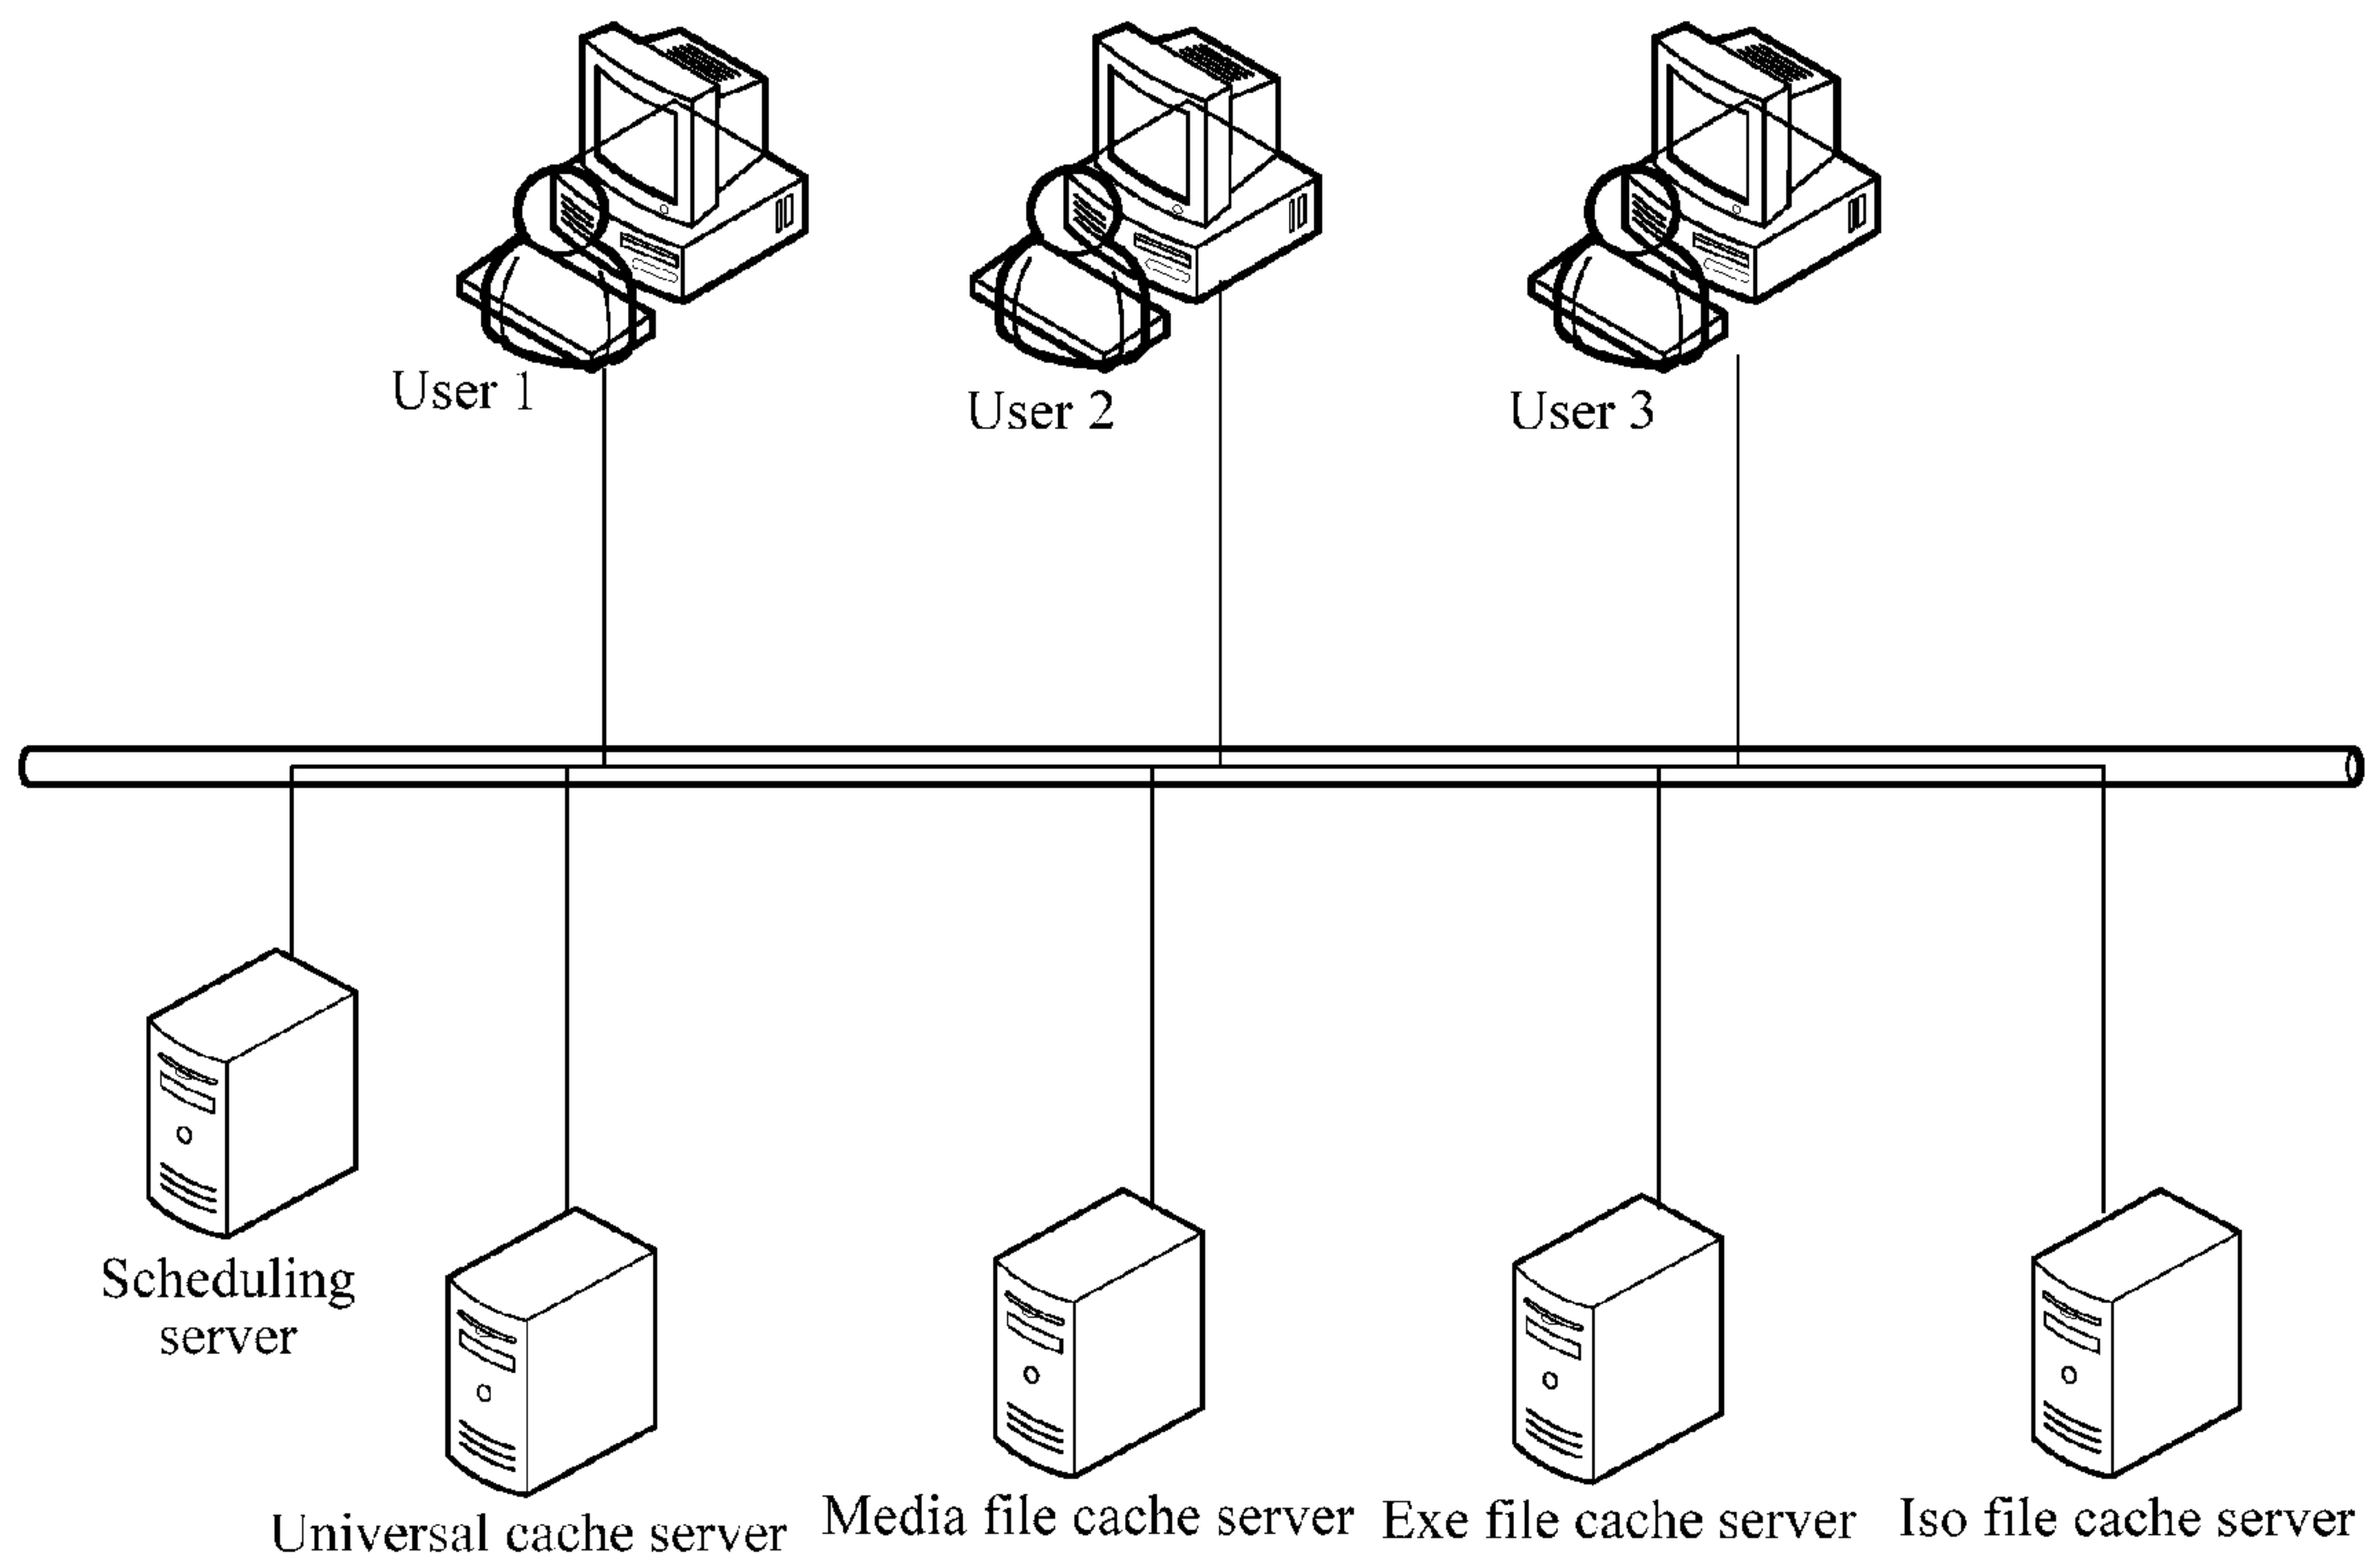 User 1
User 2
User 3
Scheduling
server
Universal cache server
Media file cache server
Exe file cache server
Iso file cache server